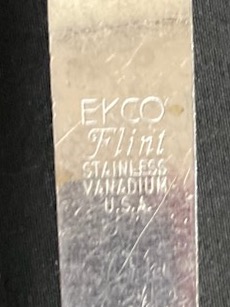 EKCO
Flint
STAINLESS
VANADIUM
U.S.A.